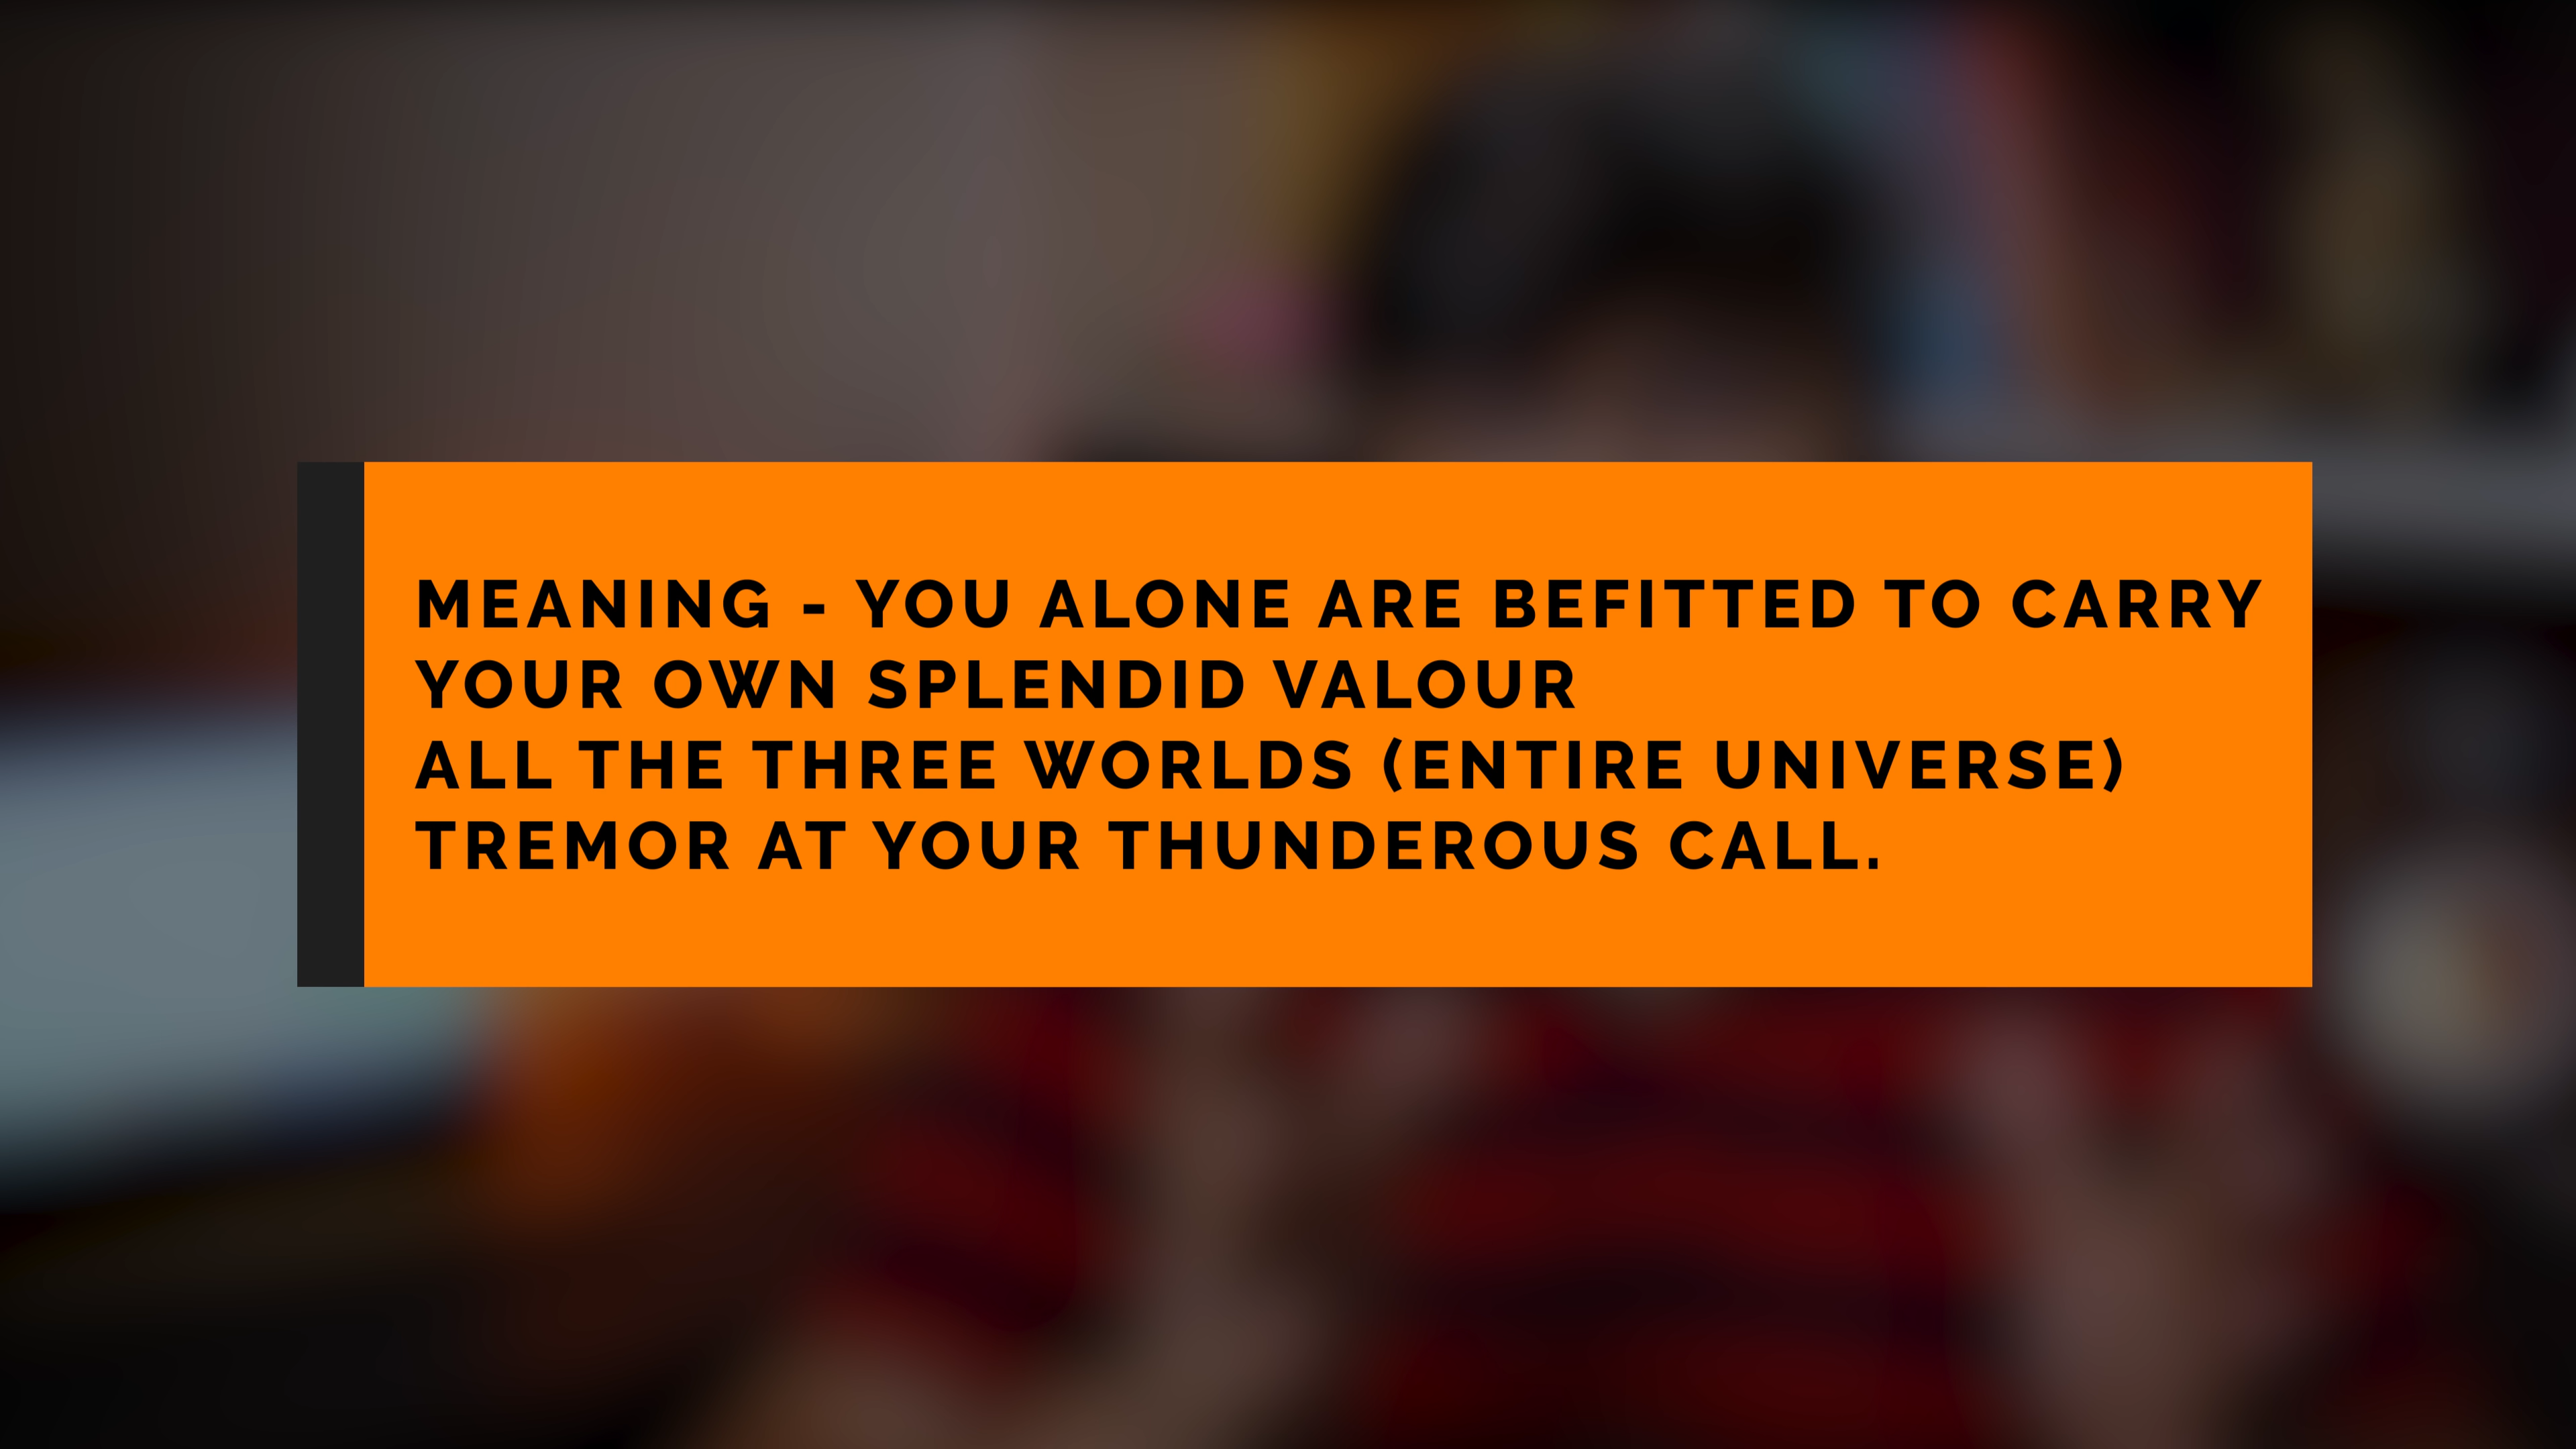 MEANING - YOU ALONE ARE BEFITTED TO CARRY
YOUR OWN SPLENDID VALOUR
ALL THE THREE WORLDS (ENTIRE UNIVERSE)
TREMOR AT YOUR THUNDEROUS CALL.